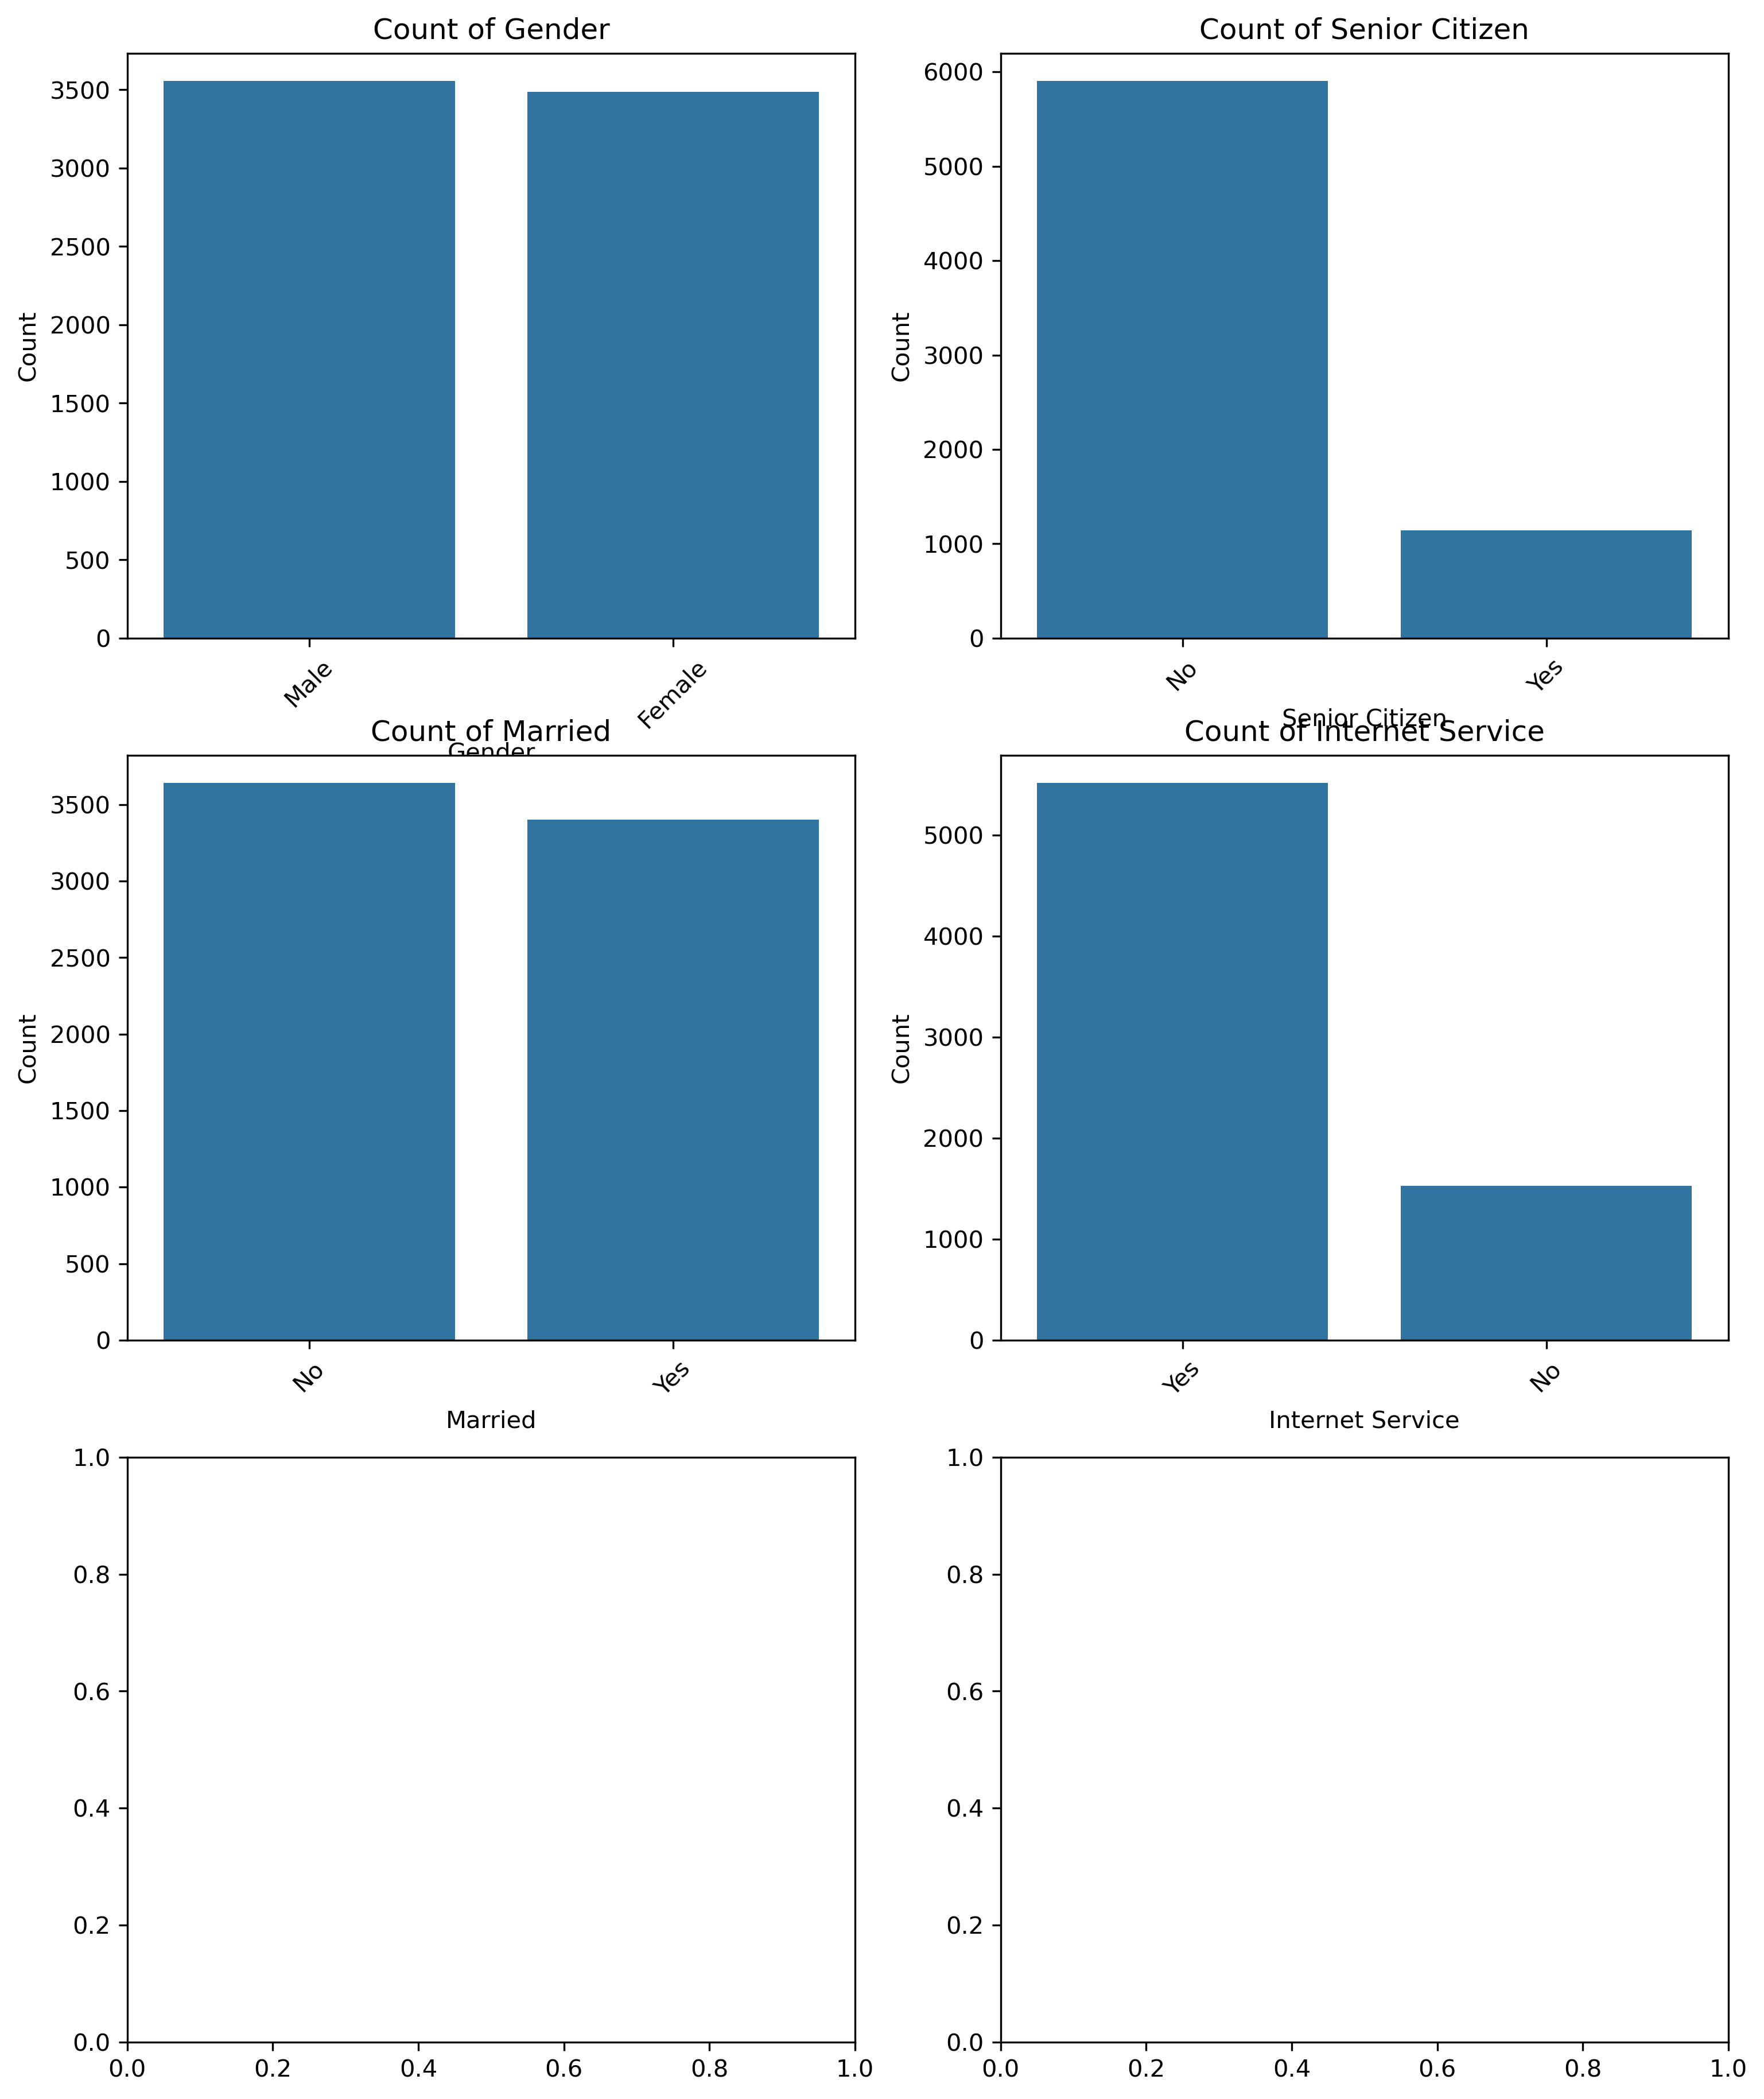 Count of Gender
Count
3500
3000
2500
2000
1500
1000
500
0
Male
Female
Gender
Count of Senior Citizen
Count
6000
5000
4000
3000
2000
1000
0
No
Yes
Senior Citizen
Count of Married
Count
3500
3000
2500
2000
1500
1000
500
0
No
Yes
Married
Count of Internet Service
Count
5000
4000
3000
2000
1000
0
Yes
No
Internet Service
1.0
0.8
0.6
0.4
0.2
0.0
0.0 0.2 0.4 0.6 0.8 1.0
1.0
0.8
0.6
0.4
0.2
0.0
0.0 0.2 0.4 0.6 0.8 1.0